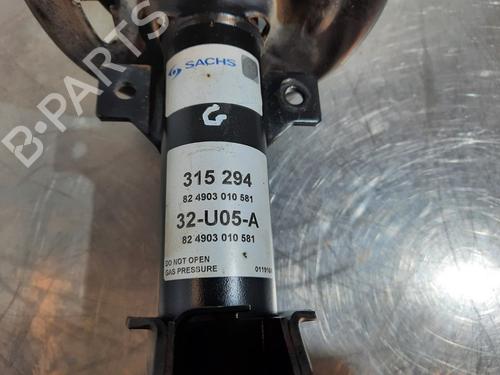 SACHS
G
315 294
82 4903 010 581
32-U05-A
82 4903 010 581
DO NOT OPEN
GAS PRESSURE
B-PARTS